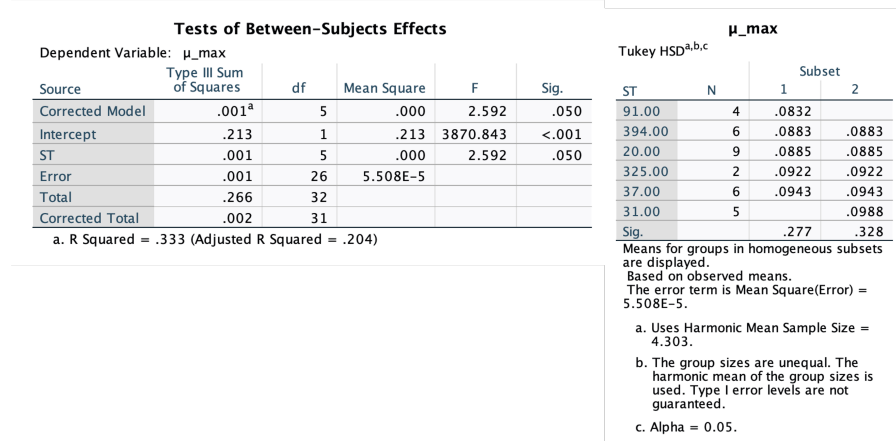 Tests of Between-Subjects Effects
Dependent Variable: μ_max
Source Type III Sum of Squares df Mean Square F Sig.
Corrected Model .001a 5 .000 2.592 .050
Intercept .213 1 .213 3870.843 <.001
ST .001 5 .000 2.592 .050
Error .001 26 5.508E-5
Total .266 32
Corrected Total .002 31
a. R Squared = .333 (Adjusted R Squared = .204)
μ_max
Tukey HSDa,b,c
Subset
ST N 1 2
91.00 4 .0832
394.00 6 .0883 .0883
20.00 9 .0885 .0885
325.00 2 .0922 .0922
37.00 6 .0943 .0943
31.00 5 .0988
Sig. .277 .328
Means for groups in homogeneous subsets
are displayed.
Based on observed means.
The error term is Mean Square(Error) =
5.508E-5.
a. Uses Harmonic Mean Sample Size =
4.303.
b. The group sizes are unequal. The
harmonic mean of the group sizes is
used. Type I error levels are not
guaranteed.
c. Alpha = 0.05.